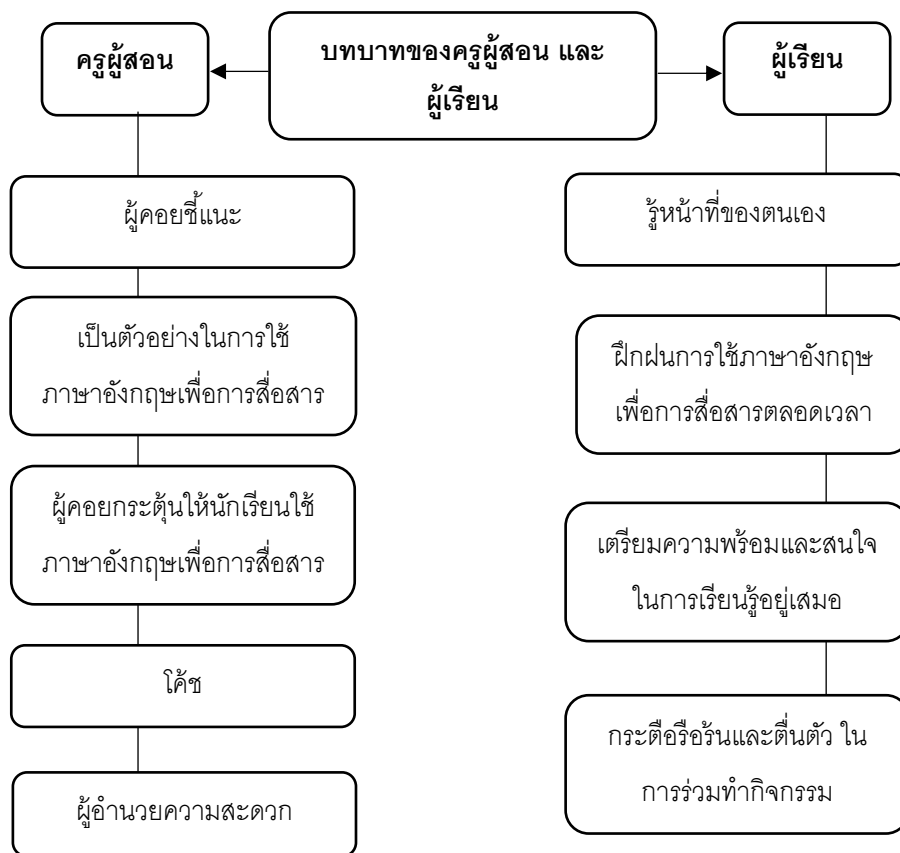 บทบาทของครูผู้สอน และ
ผู้เรียน
ครูผู้สอน
ผู้คอยชี้แนะ
เป็นตัวอย่างในการใช้
ภาษาอังกฤษเพื่อการสื่อสาร
ผู้คอยกระตุ้นให้นักเรียนใช้
ภาษาอังกฤษเพื่อการสื่อสาร
โค้ช
ผู้อำนวยความสะดวก
ผู้เรียน
รู้หน้าที่ของตนเอง
ฝึกฝนการใช้ภาษาอังกฤษ
เพื่อการสื่อสารตลอดเวลา
เตรียมความพร้อมและสนใจ
ในการเรียนรู้อยู่เสมอ
กระตือรือร้นและตื่นตัว ใน
การร่วมทำกิจกรรม